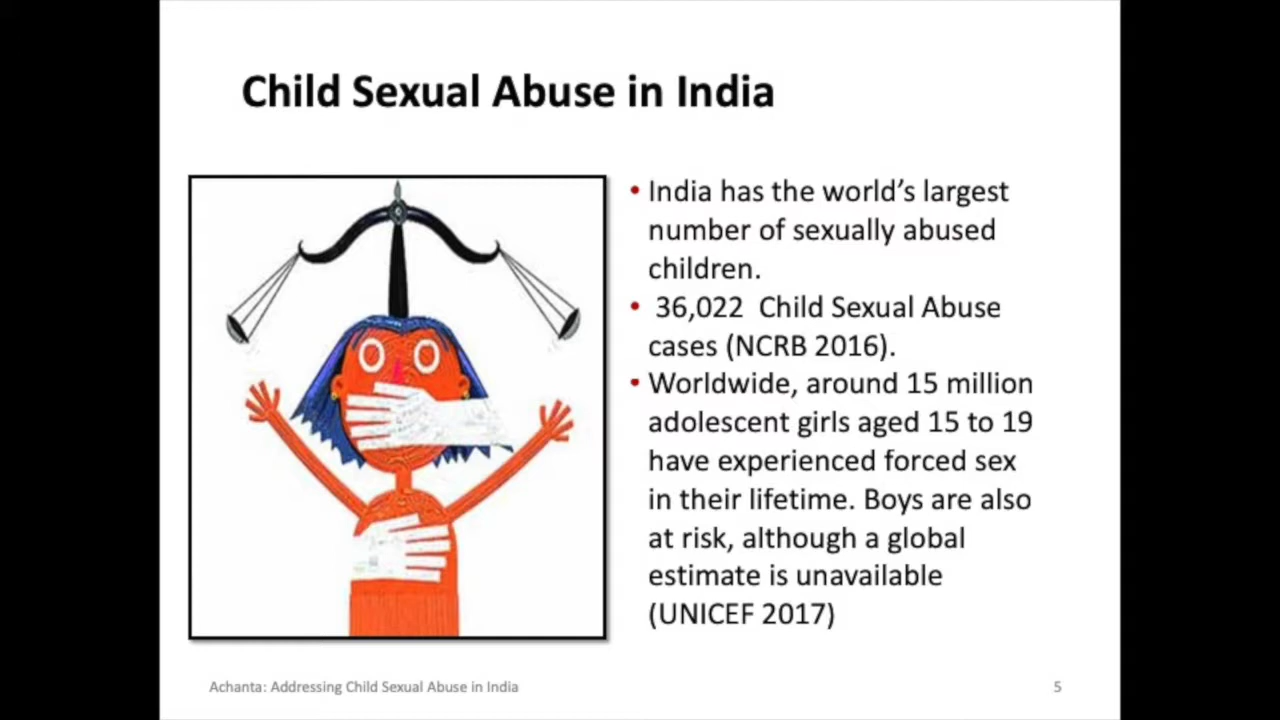 Child Sexual Abuse in India
• India has the world’s largest
number of sexually abused
children.
• 36,022 Child Sexual Abuse
cases (NCRB 2016).
• Worldwide, around 15 million
adolescent girls aged 15 to 19
have experienced forced sex
in their lifetime. Boys are also
at risk, although a global
estimate is unavailable
(UNICEF 2017)
Achanta: Addressing Child Sexual Abuse in India
5